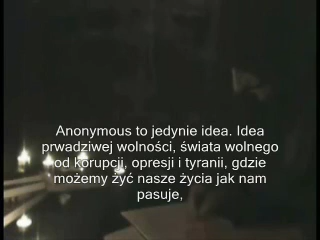 Anonymous to jedynie idea. Idea
prwadziwej wolności, świata wolnego
od korupcji, opresji i tyranii, gdzie
możemy żyć nasze życia jak nam
pasuje,